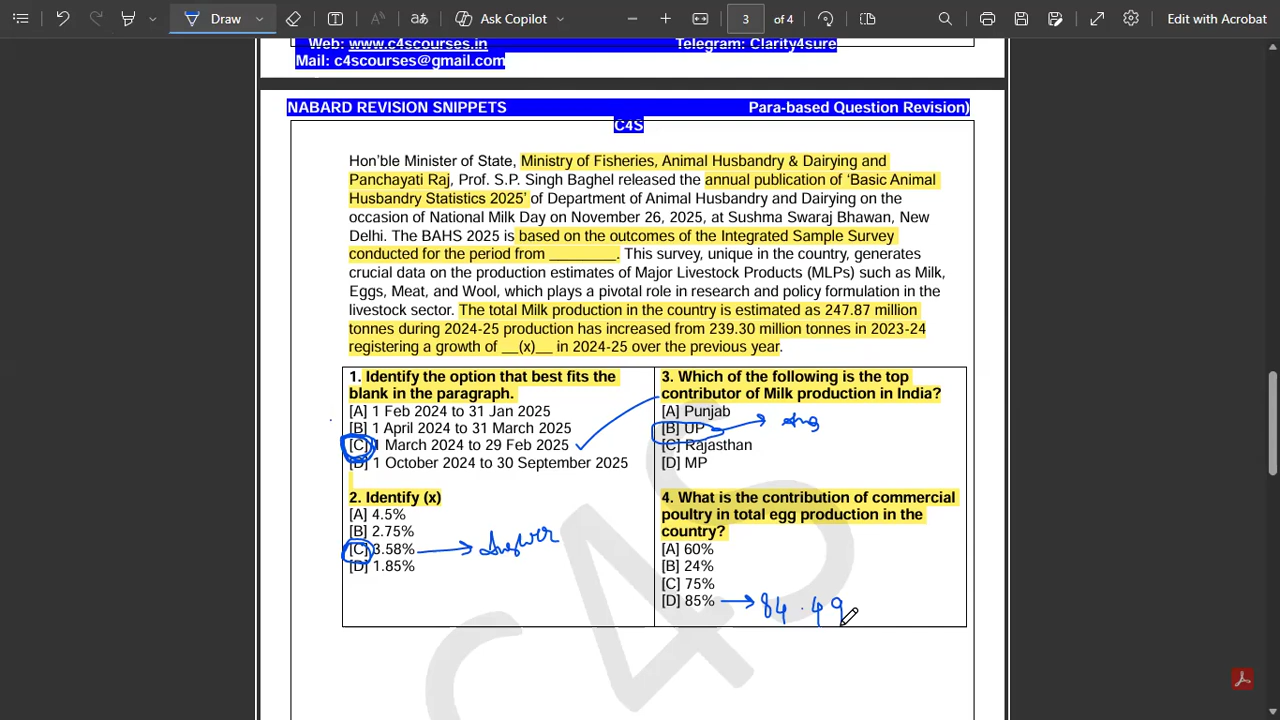 Draw
Ask Copilot
3 of 4
Edit with Acrobat
Web: www.c4scourses.in Telegram: Clarity4sure
Mail: c4scourses@gmail.com
NABARD REVISION SNIPPETS Para-based Question Revision)
C4S
Hon'ble Minister of State, Ministry of Fisheries, Animal Husbandry & Dairying and
Panchayati Raj, Prof. S.P. Singh Baghel released the annual publication of 'Basic Animal
Husbandry Statistics 2025' of Department of Animal Husbandry and Dairying on the
occasion of National Milk Day on November 26, 2025, at Sushma Swaraj Bhawan, New
Delhi. The BAHS 2025 is based on the outcomes of the Integrated Sample Survey
conducted for the period from ________. This survey, unique in the country, generates
crucial data on the production estimates of Major Livestock Products (MLPs) such as Milk,
Eggs, Meat, and Wool, which plays a pivotal role in research and policy formulation in the
livestock sector. The total Milk production in the country is estimated as 247.87 million
tonnes during 2024-25 production has increased from 239.30 million tonnes in 2023-24
registering a growth of __(x)__ in 2024-25 over the previous year.
1. Identify the option that best fits the
blank in the paragraph.
[A] 1 Feb 2024 to 31 Jan 2025
[B] 1 April 2024 to 31 March 2025
[C] 1 March 2024 to 29 Feb 2025
[D] 1 October 2024 to 30 September 2025
2. Identify (x)
[A] 4.5%
[B] 2.75%
[C] 3.58% Answer
[D] 1.85%
3. Which of the following is the top
contributor of Milk production in India?
[A] Punjab
[B] UP Ans
[C] Rajasthan
[D] MP
4. What is the contribution of commercial
poultry in total egg production in the
country?
[A] 60%
[B] 24%
[C] 75%
[D] 85% 84.49
C4S